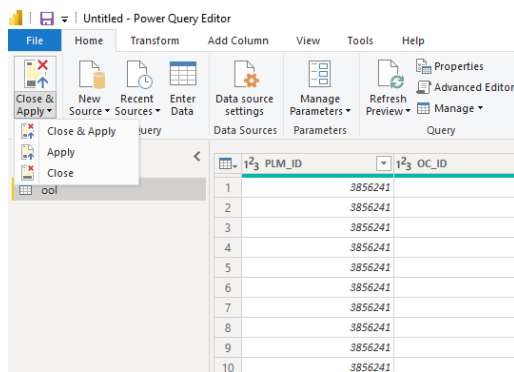 Untitled - Power Query Editor
File Home Transform Add Column View Tools Help
Close & Apply
New Source
Recent Sources
Enter Data
Data source settings
Manage Parameters
Refresh Preview
Properties
Advanced Editor
Manage
uery
Data Sources
Parameters
Query
Close & Apply
Apply
Close
ool
1²3 PLM_ID 1²3 OC_ID
1 3856241
2 3856241
3 3856241
4 3856241
5 3856241
6 3856241
7 3856241
8 3856241
9 3856241
10 3856241